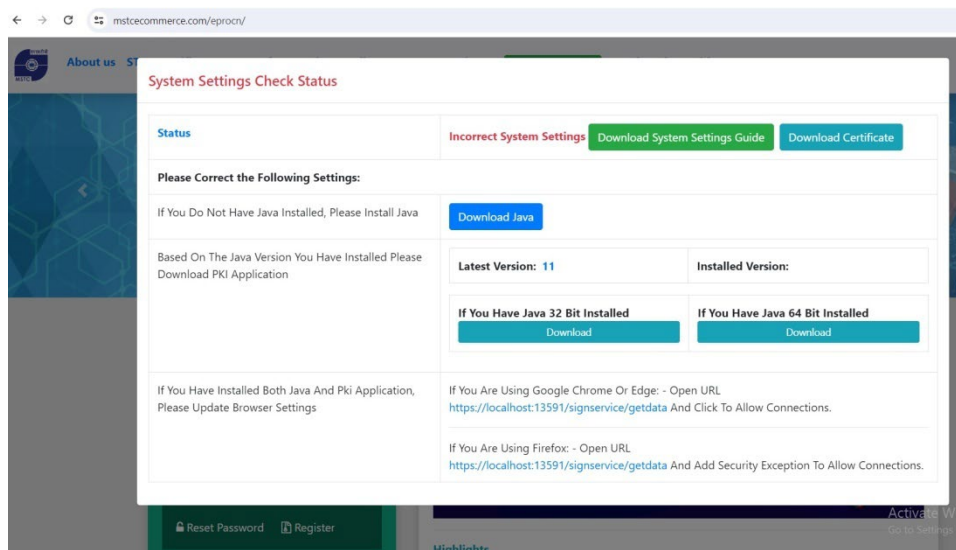 mstcecommerce.com/eprocn/
MSTC
About us
System Settings Check Status
Status
Incorrect System Settings
Download System Settings Guide
Download Certificate
Please Correct the Following Settings:
If You Do Not Have Java Installed, Please Install Java
Download Java
Based On The Java Version You Have Installed Please
Download PKI Application
Latest Version: 11
Installed Version:
If You Have Java 32 Bit Installed
Download
If You Have Java 64 Bit Installed
Download
If You Have Installed Both Java And Pki Application,
Please Update Browser Settings
If You Are Using Google Chrome Or Edge: - Open URL
https://localhost:13591/signservice/getdata And Click To Allow Connections.
If You Are Using Firefox: - Open URL
https://localhost:13591/signservice/getdata And Add Security Exception To Allow Connections.
Reset Password
Register
Activate W
Go to Settings
Highlights